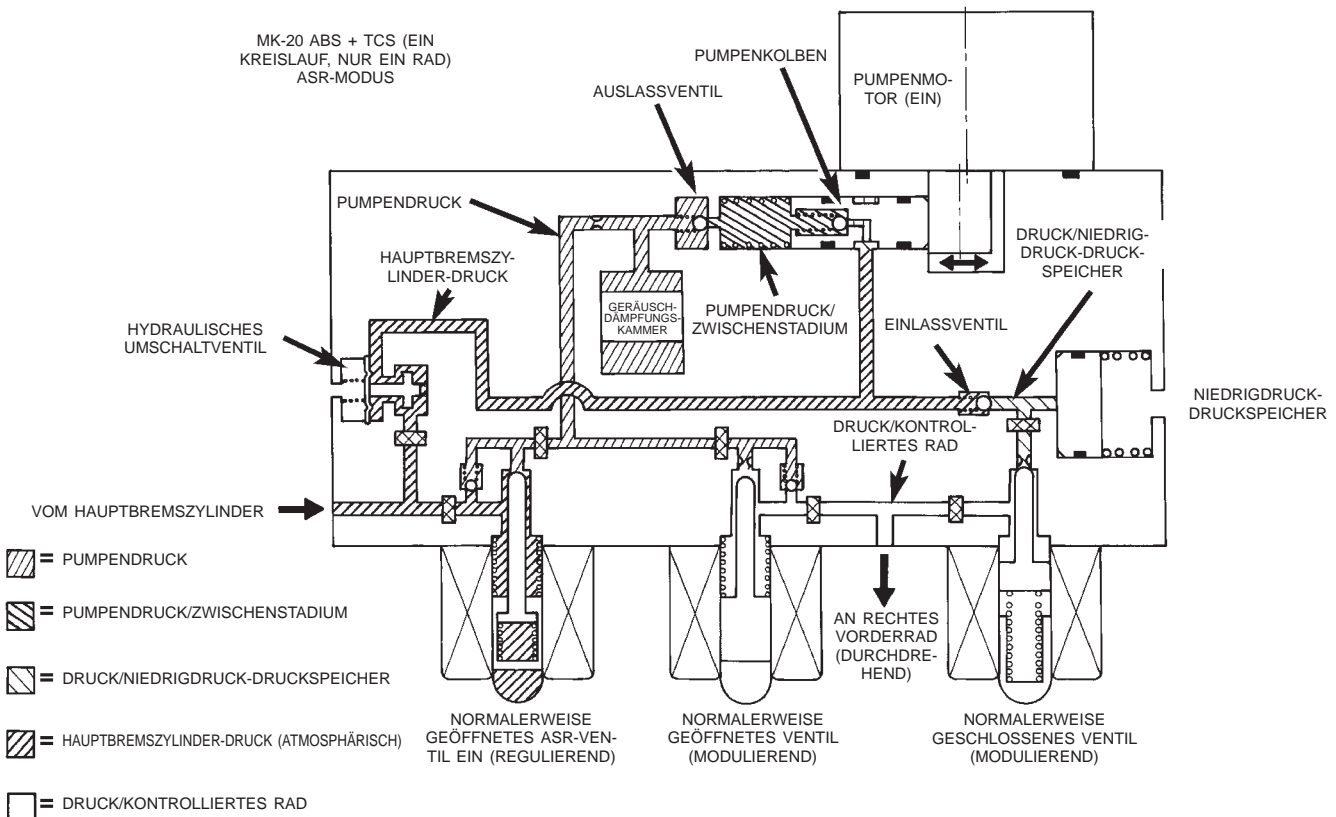 MK-20 ABS + TCS (EIN
KREISLAUF, NUR EIN RAD)
ASR-MODUS
AUSLASSVENTIL
PUMPENKOLBEN
PUMPENMO-
TOR (EIN)
PUMPENDRUCK
HAUPTBREMSZY-
LINDER-DRUCK
HYDRAULISCHES
UMSCHALTVENTIL
GERÄUSCH-
DÄMPFUNGS-
KAMMER
PUMPENDRUCK/
ZWISCHENSTADIUM
DRUCK/NIEDRIG-
DRUCK-DRUCK-
SPEICHER
EINLASSVENTIL
NIEDRIGDRUCK-
DRUCKSPEICHER
DRUCK/KONTROL-
LIERTES RAD
VOM HAUPTBREMSZYLINDER
= PUMPENDRUCK
= PUMPENDRUCK/ZWISCHENSTADIUM
= DRUCK/NIEDRIGDRUCK-DRUCKSPEICHER
= HAUPTBREMSZYLINDER-DRUCK (ATMOSPHÄRISCH)
= DRUCK/KONTROLLIERTES RAD
NORMALERWEISE
GEÖFFNETES ASR-VEN-
TIL EIN (REGULIEREND)
NORMALERWEISE
GEÖFFNETES VENTIL
(MODULIEREND)
AN RECHTES
VORDERRAD
(DURCHDRE-
HEND)
NORMALERWEISE
GESCHLOSSENES VENTIL
(MODULIEREND)